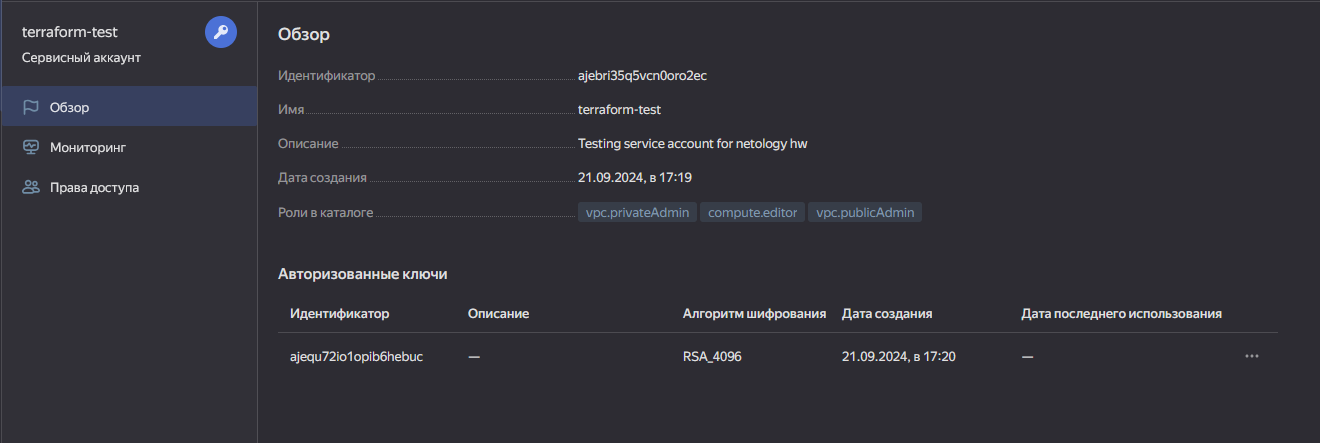 terraform-test
Сервисный аккаунт
Обзор
Мониторинг
Права доступа
Обзор
Идентификатор ajebri35q5vcn0oro2ec
Имя terraform-test
Описание Testing service account for netology hw
Дата создания 21.09.2024, в 17:19
Роли в каталоге vpc.privateAdmin compute.editor vpc.publicAdmin
Авторизованные ключи
Идентификатор Описание Алгоритм шифрования Дата создания Дата последнего использования
ajequ72io1opib6hebuc — RSA_4096 21.09.2024, в 17:20 —